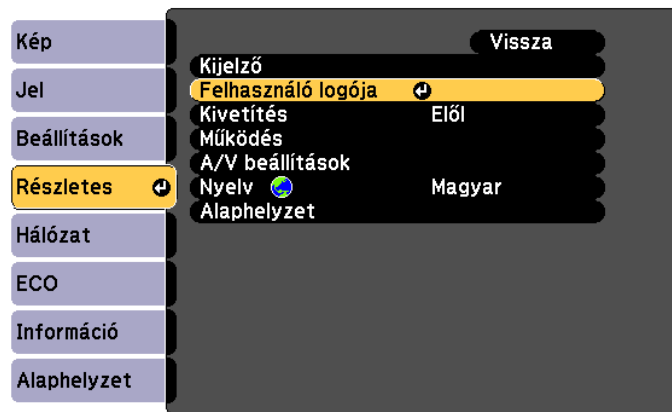 Kép
Jel
Beállítások
Részletes
Hálózat
ECO
Információ
Alaphelyzet
Vissza
Kijelző
Felhasználó logója
Kivetítés Elől
Működés
A/V beállítások
Nyelv Magyar
Alaphelyzet